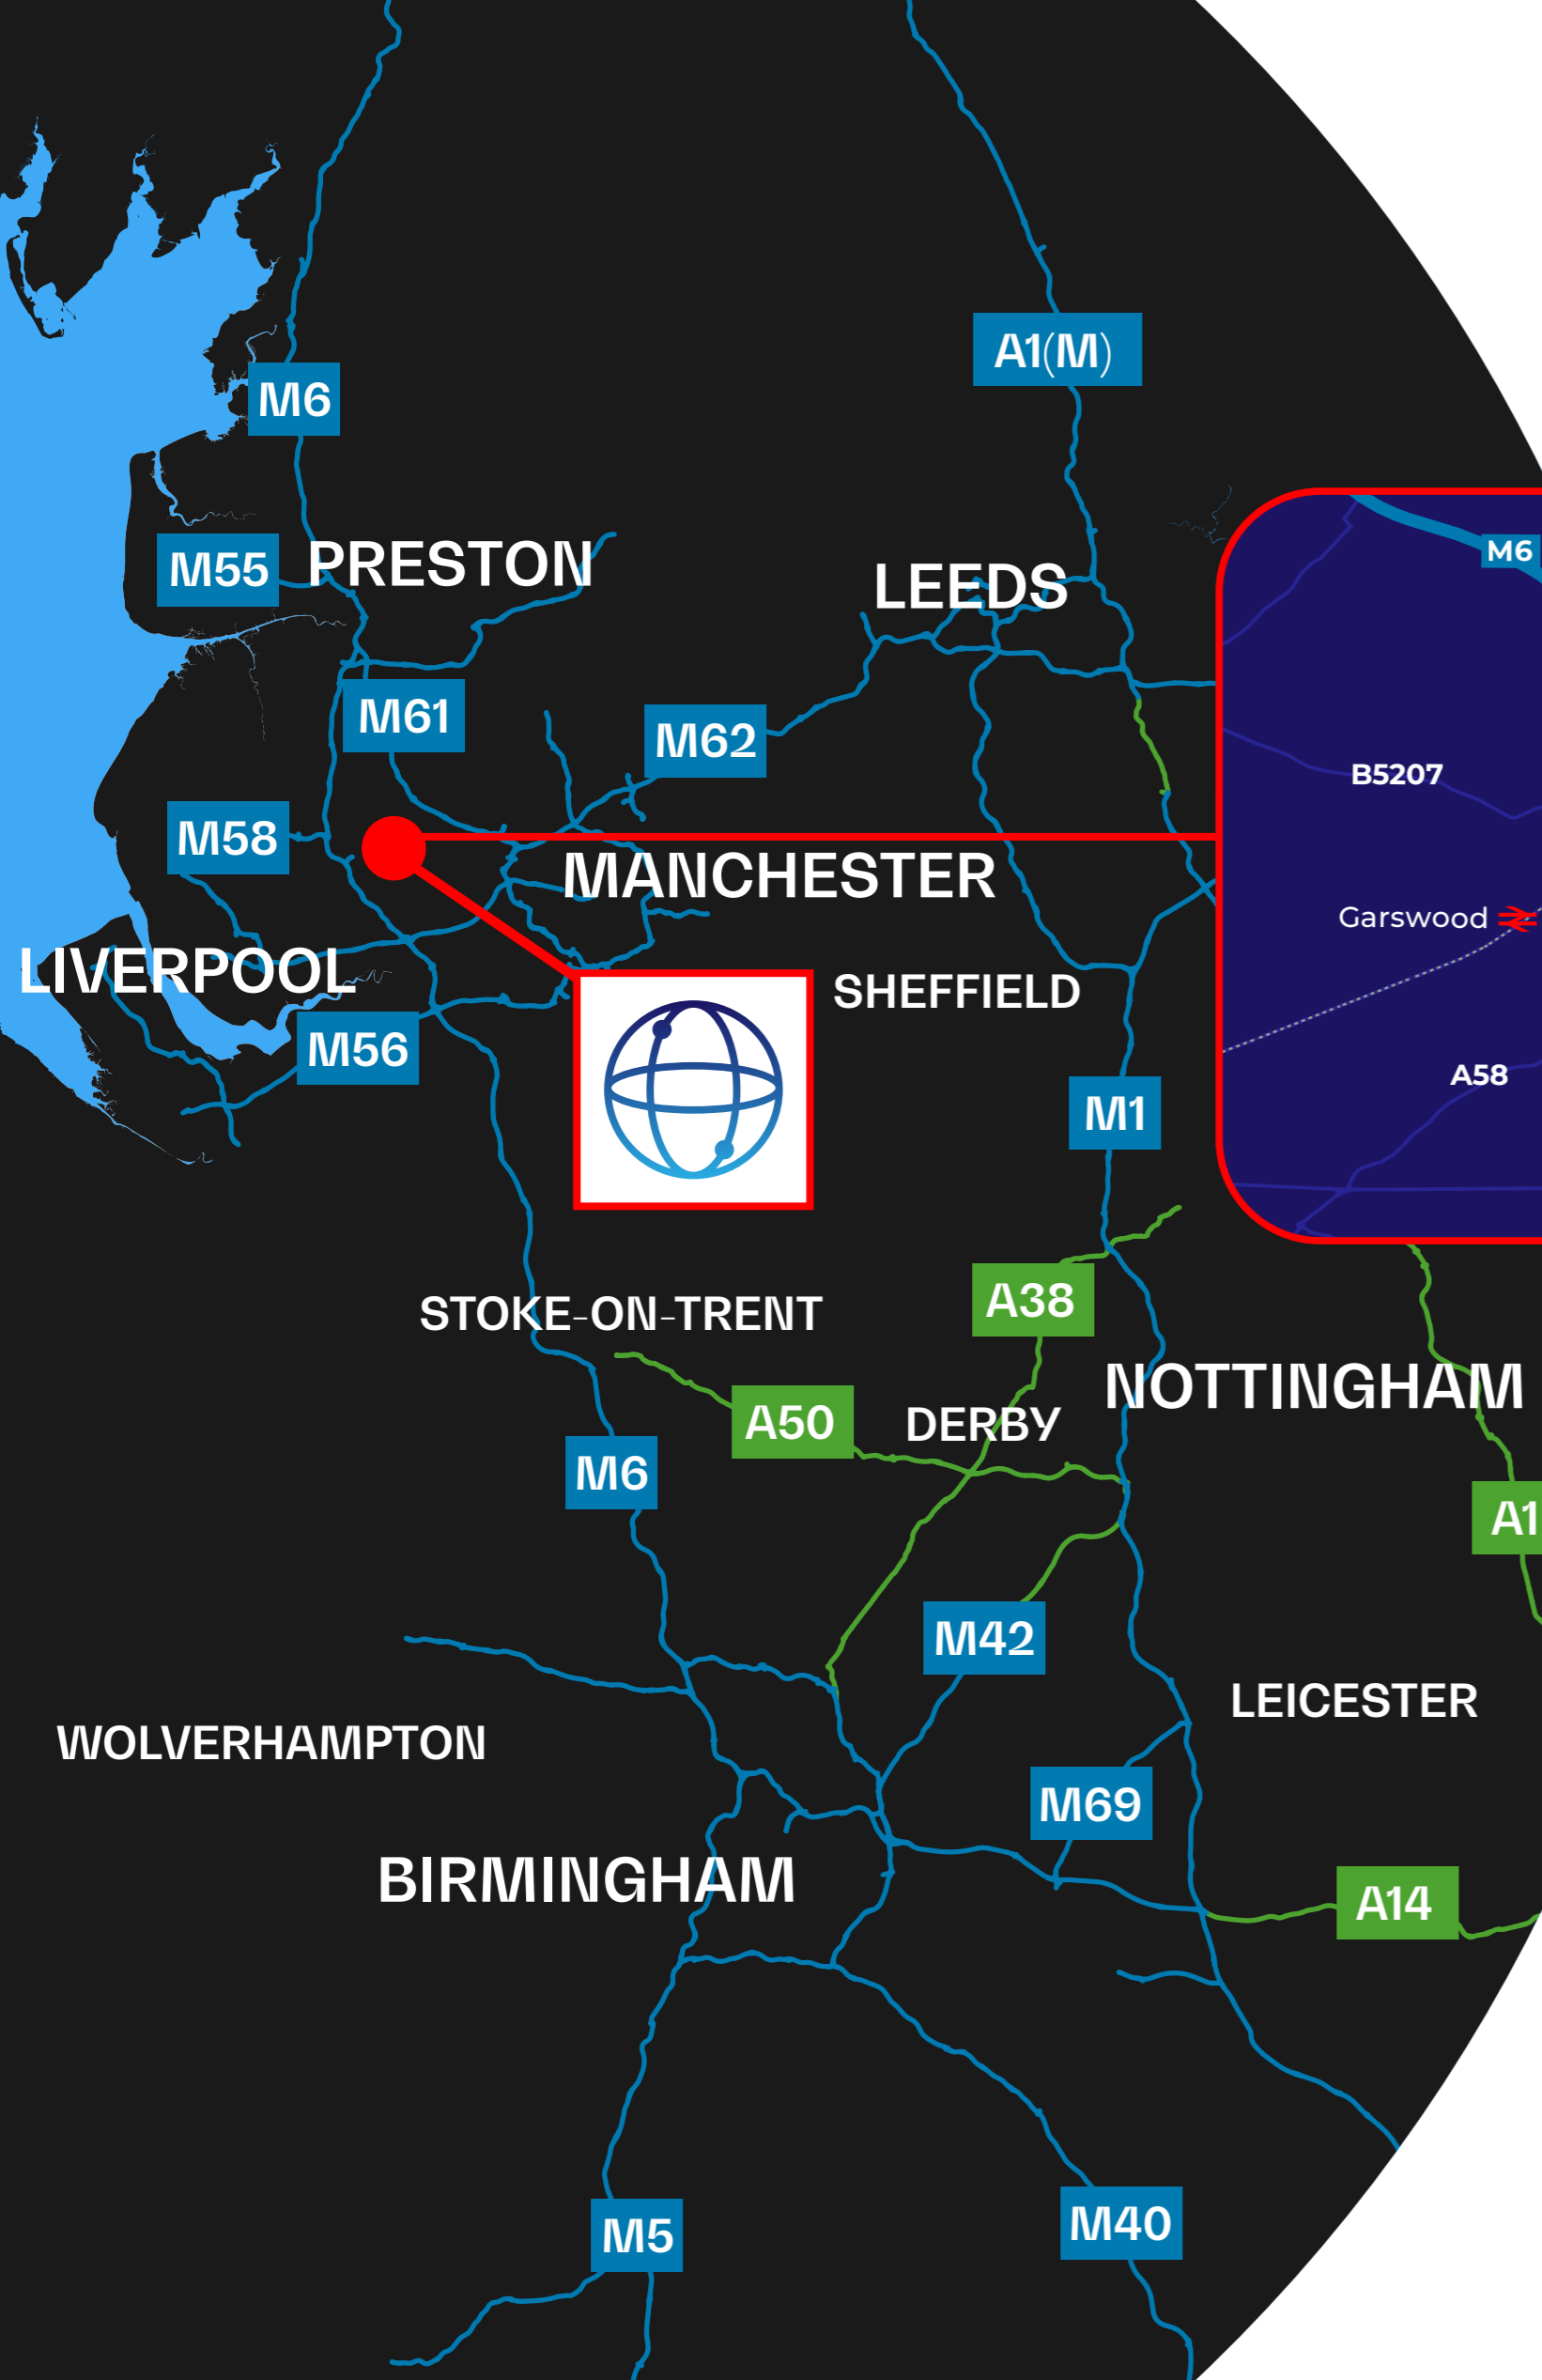 A1(M)
M6
M6
M55
PRESTON
LEEDS
M61
M62
B5207
M58
MANCHESTER
Garswood
LIVERPOOL
SHEFFIELD
M56
A58
M1
A38
STOKE-ON-TRENT
NOTTINGHAM
A50
DERBY
M6
A1
M42
LEICESTER
WOLVERHAMPTON
M69
BIRMINGHAM
A14
M5
M40